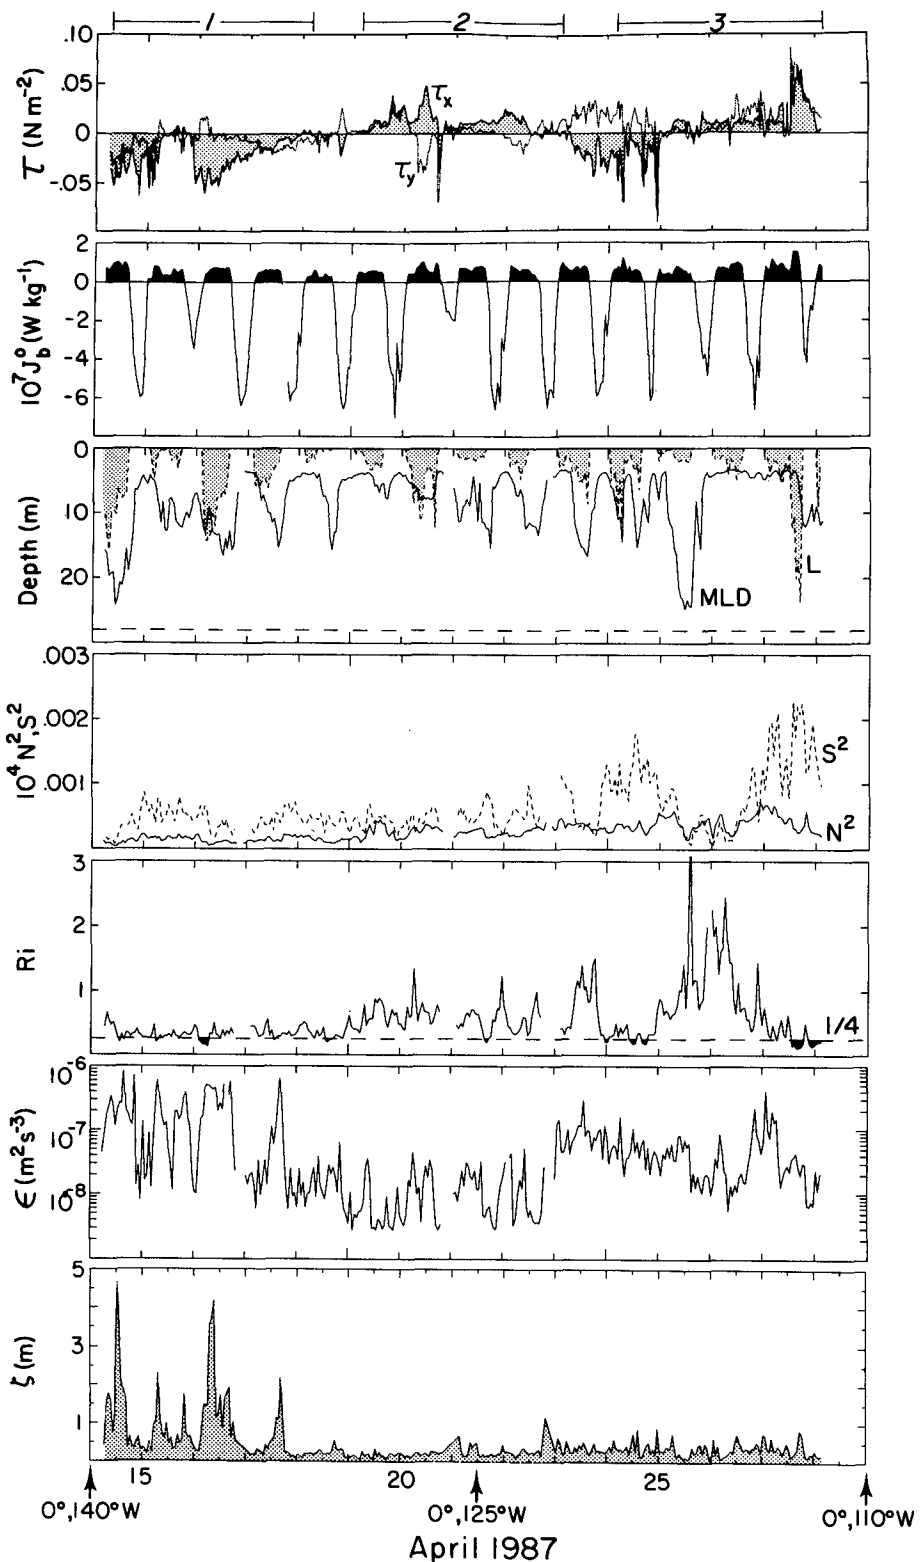 1 2 3
.10
.05
0
-.05
τ (N m⁻²)
τx
τy
2
0
-2
-4
-6
10⁷J_b⁰(W kg⁻¹)
0
10
20
Depth (m)
L
MLD
.003
.002
.001
10⁴N²,S²
S²
N²
3
2
1
Ri
1/4
10⁻⁶
10⁻⁷
10⁻⁸
ϵ(m²s⁻³)
5
3
1
ζ(m)
15 20 25
0°,140°W 0°,125°W 0°,110°W
April 1987